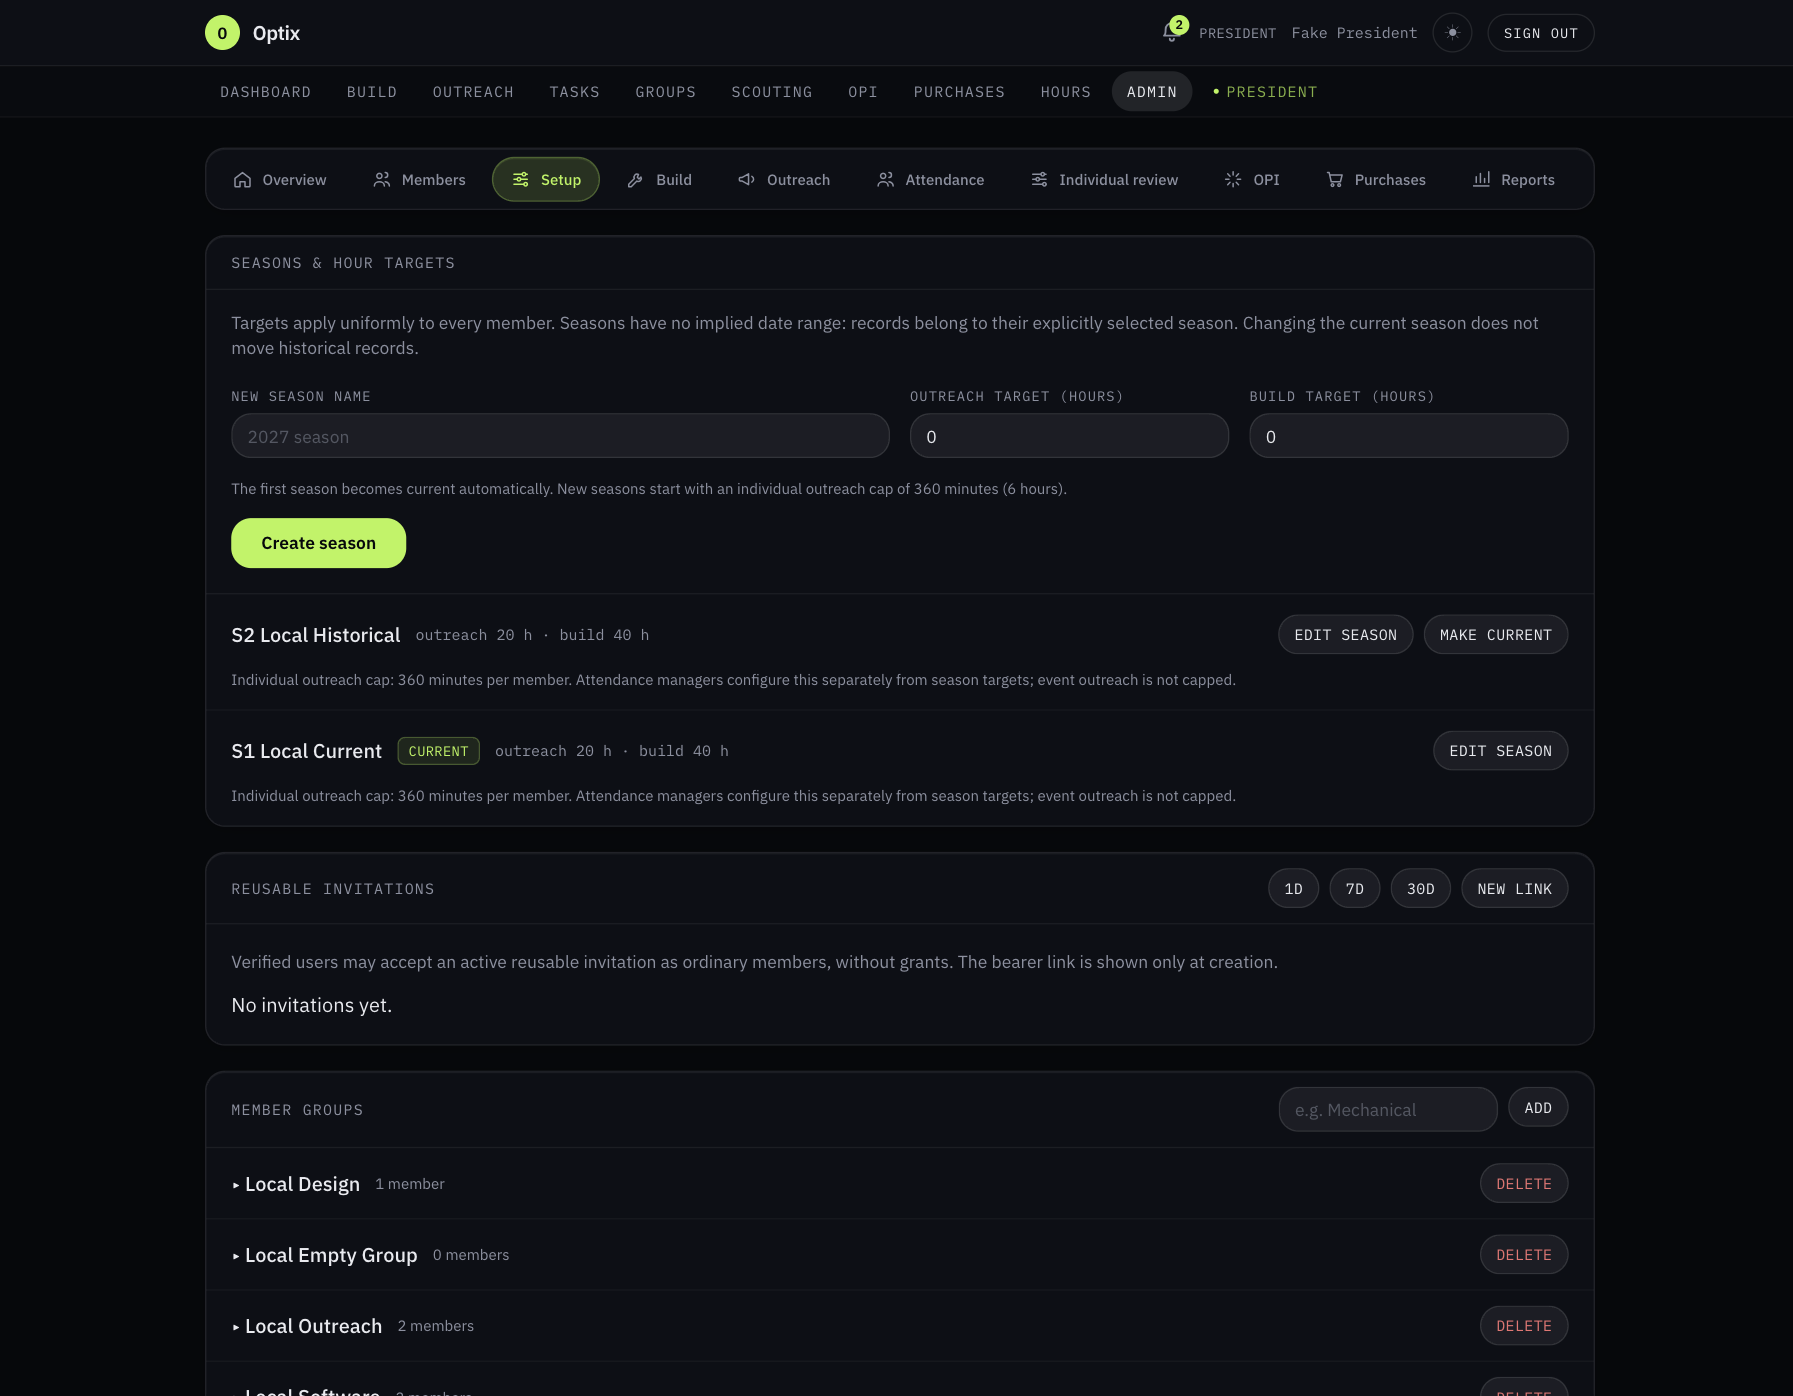 O Optix
2 PRESIDENT Fake President SIGN OUT
DASHBOARD BUILD OUTREACH TASKS GROUPS SCOUTING OPI PURCHASES HOURS ADMIN • PRESIDENT
Overview Members Setup Build Outreach Attendance Individual review OPI Purchases Reports
SEASONS & HOUR TARGETS
Targets apply uniformly to every member. Seasons have no implied date range: records belong to their explicitly selected season. Changing the current season does not
move historical records.
NEW SEASON NAME OUTREACH TARGET (HOURS) BUILD TARGET (HOURS)
2027 season 0 0
The first season becomes current automatically. New seasons start with an individual outreach cap of 360 minutes (6 hours).
Create season
S2 Local Historical outreach 20 h · build 40 h EDIT SEASON MAKE CURRENT
Individual outreach cap: 360 minutes per member. Attendance managers configure this separately from season targets; event outreach is not capped.
S1 Local Current CURRENT outreach 20 h · build 40 h EDIT SEASON
Individual outreach cap: 360 minutes per member. Attendance managers configure this separately from season targets; event outreach is not capped.
REUSABLE INVITATIONS 1D 7D 30D NEW LINK
Verified users may accept an active reusable invitation as ordinary members, without grants. The bearer link is shown only at creation.
No invitations yet.
MEMBER GROUPS e.g. Mechanical ADD
▸ Local Design 1 member DELETE
▸ Local Empty Group 0 members DELETE
▸ Local Outreach 2 members DELETE
Local Software members DELETE